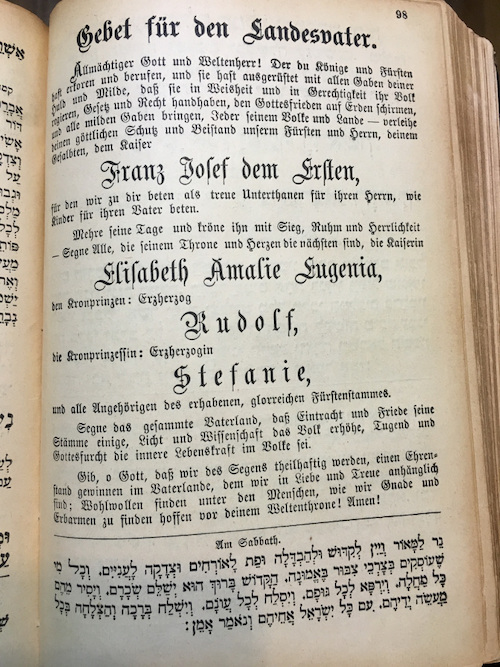 98
Gebet für den Landesvater.
Allmächtiger Gott und Weltenherr! Der du Könige und Fürsten
hast erkoren und berufen, und sie hast ausgerüstet mit allen Gaben deiner
Huld und Milde, daß sie in Weisheit und in Gerechtigkeit ihr Volk
regieren, Gesetz und Recht handhaben, den Gottesfrieden auf Erden schirmen,
und alle milden Gaben bringen, Jeder seinem Volke und Lande — verleihe
deinen göttlichen Schutz und Beistand unserm Fürsten und Herrn, deinem
Gesalbten, dem Kaiser
Franz Josef dem Ersten,
für den wir zu dir beten als treue Unterthanen für ihren Herrn, wie
Kinder für ihren Vater beten.
Mehre seine Tage und kröne ihn mit Sieg, Ruhm und Herrlichkeit
— Segne Alle, die seinem Throne und Herzen die nächsten sind, die Kaiserin
Elisabeth Amalie Eugenia,
den Kronprinzen: Erzherzog
Rudolf,
die Kronprinzessin: Erzherzogin
Stefanie,
und alle Angehörigen des erhabenen, glorreichen Fürstenstammes.
Segne das gesammte Vaterland, daß Eintracht und Friede seine
Stämme einige, Licht und Wissenschaft das Volk erhöhe, Tugend und
Gottesfurcht die innere Lebenskraft im Volke sei.
Gib, o Gott, daß wir des Segens theilhaftig werden, einen Ehren-
stand gewinnen im Vaterlande, dem wir in Liebe und Treue anhänglich
sind; Wohlwollen finden unter den Menschen, wie wir Gnade und
Erbarmen zu finden hoffen vor deinem Weltenthrone! Amen!
Am Sabbath.
נֵר לַמָּאוֹר וְיַיִן לְקִדּוּשׁ וּלְהַבְדָּלָה וּפַת לָאוֹרְחִים וּצְדָקָה לָעֲנִיִּים, וְכָל מִי
שֶׁעוֹסְקִים בְּצָרְכֵי צִבּוּר בֶּאֱמוּנָה. הַקָּדוֹשׁ בָּרוּךְ הוּא יְשַׁלֵּם שְׂכָרָם, וְיָסִיר מֵהֶם
כָּל מַחֲלָה, וְיִרְפָּא לְכָל גּוּפָם, וְיִסְלַח לְכָל עֲוֹנָם, וְיִשְׁלַח בְּרָכָה וְהַצְלָחָה בְּכָל
מַעֲשֵׂה יְדֵיהֶם, עִם כָּל יִשְׂרָאֵל אֲחֵיהֶם וְנֹאמַר אָמֵן: